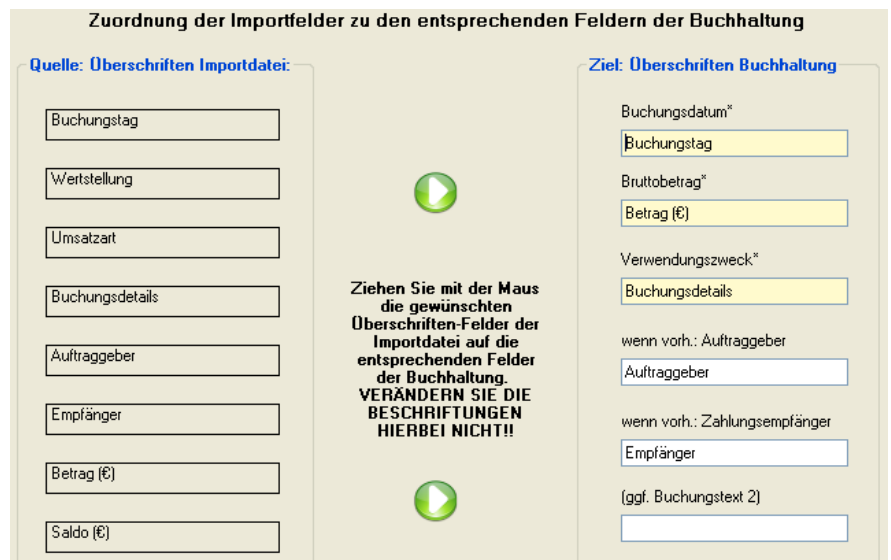 Zuordnung der Importfelder zu den entsprechenden Feldern der Buchhaltung
Quelle: Überschriften Importdatei:
Buchungstag
Wertstellung
Umsatzart
Buchungsdetails
Auftraggeber
Empfänger
Betrag (€)
Saldo (€)
Ziehen Sie mit der Maus
die gewünschten
Überschriften-Felder der
Importdatei auf die
entsprechenden Felder
der Buchhaltung.
VERÄNDERN SIE DIE
BESCHRIFTUNGEN
HIERBEI NICHT!!
Ziel: Überschriften Buchhaltung
Buchungsdatum*
Buchungstag
Bruttobetrag*
Betrag (€)
Verwendungszweck*
Buchungsdetails
wenn vorh.: Auftraggeber
Auftraggeber
wenn vorh.: Zahlungsempfänger
Empfänger
(ggf. Buchungstext 2)